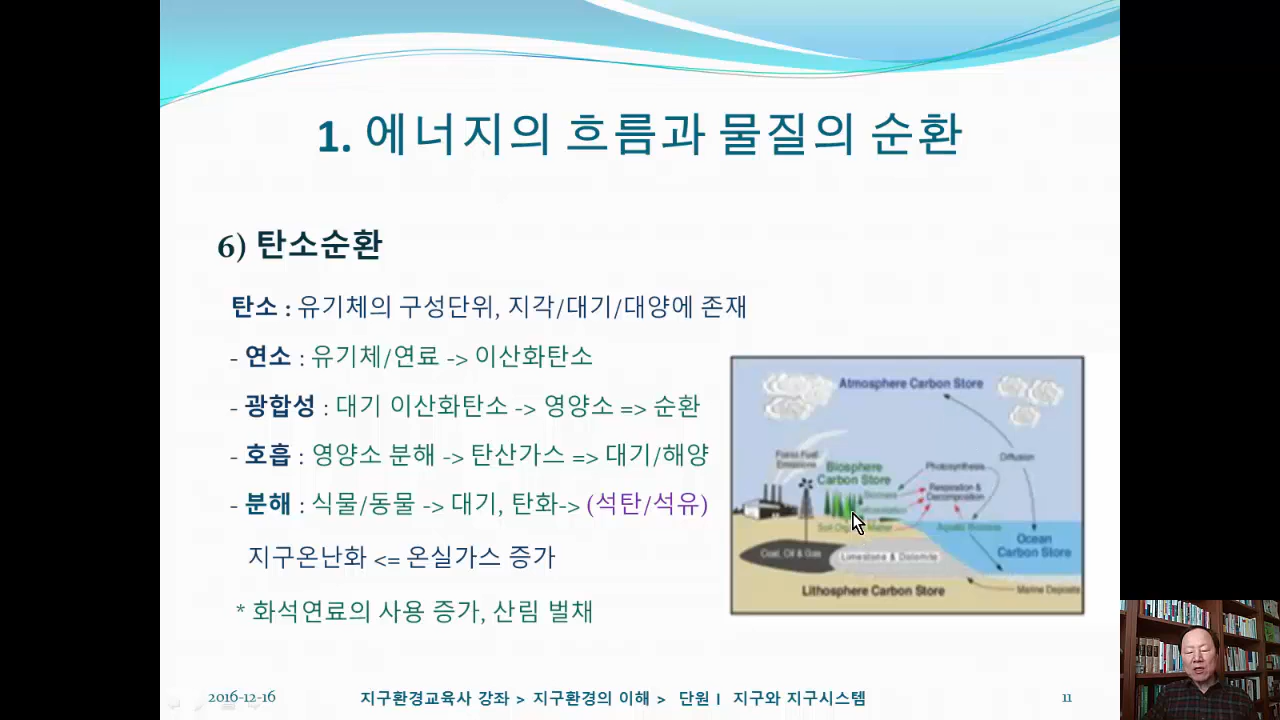 1. 에너지의 흐름과 물질의 순환
6) 탄소순환
탄소 : 유기체의 구성단위, 지각/대기/대양에 존재
- 연소 : 유기체/연료 -> 이산화탄소
- 광합성 : 대기 이산화탄소 -> 영양소 => 순환
- 호흡 : 영양소 분해 -> 탄산가스 => 대기/해양
- 분해 : 식물/동물 -> 대기, 탄화-> (석탄/석유)
지구온난화 <= 온실가스 증가
* 화석연료의 사용 증가, 산림 벌채
Atmosphere Carbon Store
Fossil Fuel
Emissions
Biosphere
Carbon Store
Photosynthesis
Diffusion
Respiration &
Decomposition
Biomass
Aquatic Biomass
Ocean
Carbon Store
Coal, Oil & Gas
Limestone & Dolomite
Lithosphere Carbon Store
Marine Deposits
2016-12-16
지구환경교육사 강좌 > 지구환경의 이해 > 단원 I 지구와 지구시스템
11